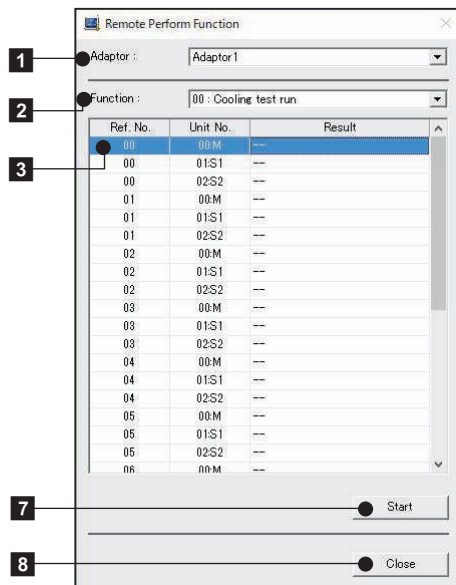 Remote Perform Function
1 Adaptor : Adaptor1
2 Function : 00 : Cooling test run
Ref. No. Unit No. Result
3 00 00:M --
00 01:S1 --
00 02:S2 --
01 00:M --
01 01:S1 --
01 02:S2 --
02 00:M --
02 01:S1 --
02 02:S2 --
03 00:M --
03 01:S1 --
03 02:S2 --
04 00:M --
04 01:S1 --
04 02:S2 --
05 00:M --
05 01:S1 --
05 02:S2 --
06 00:M --
7 Start
8 Close